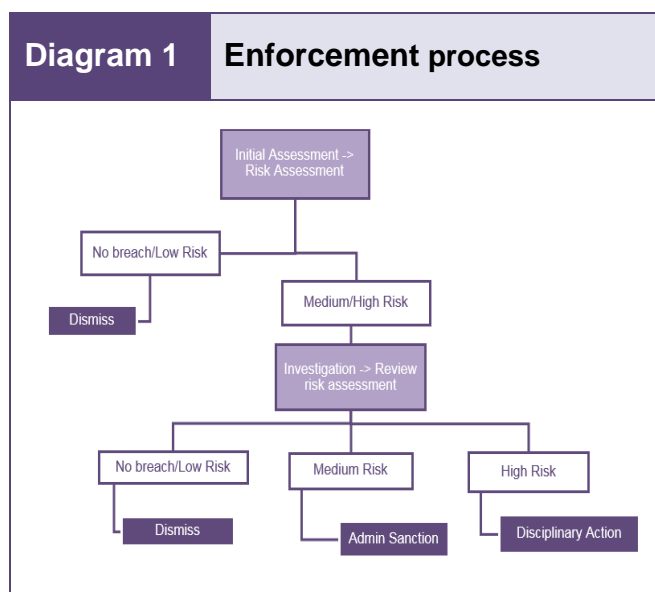 Diagram 1
Enforcement process
Initial Assessment ->
Risk Assessment
No breach/Low Risk
Dismiss
Medium/High Risk
Investigation -> Review
risk assessment
No breach/Low Risk
Medium Risk
High Risk
Dismiss
Admin Sanction
Disciplinary Action